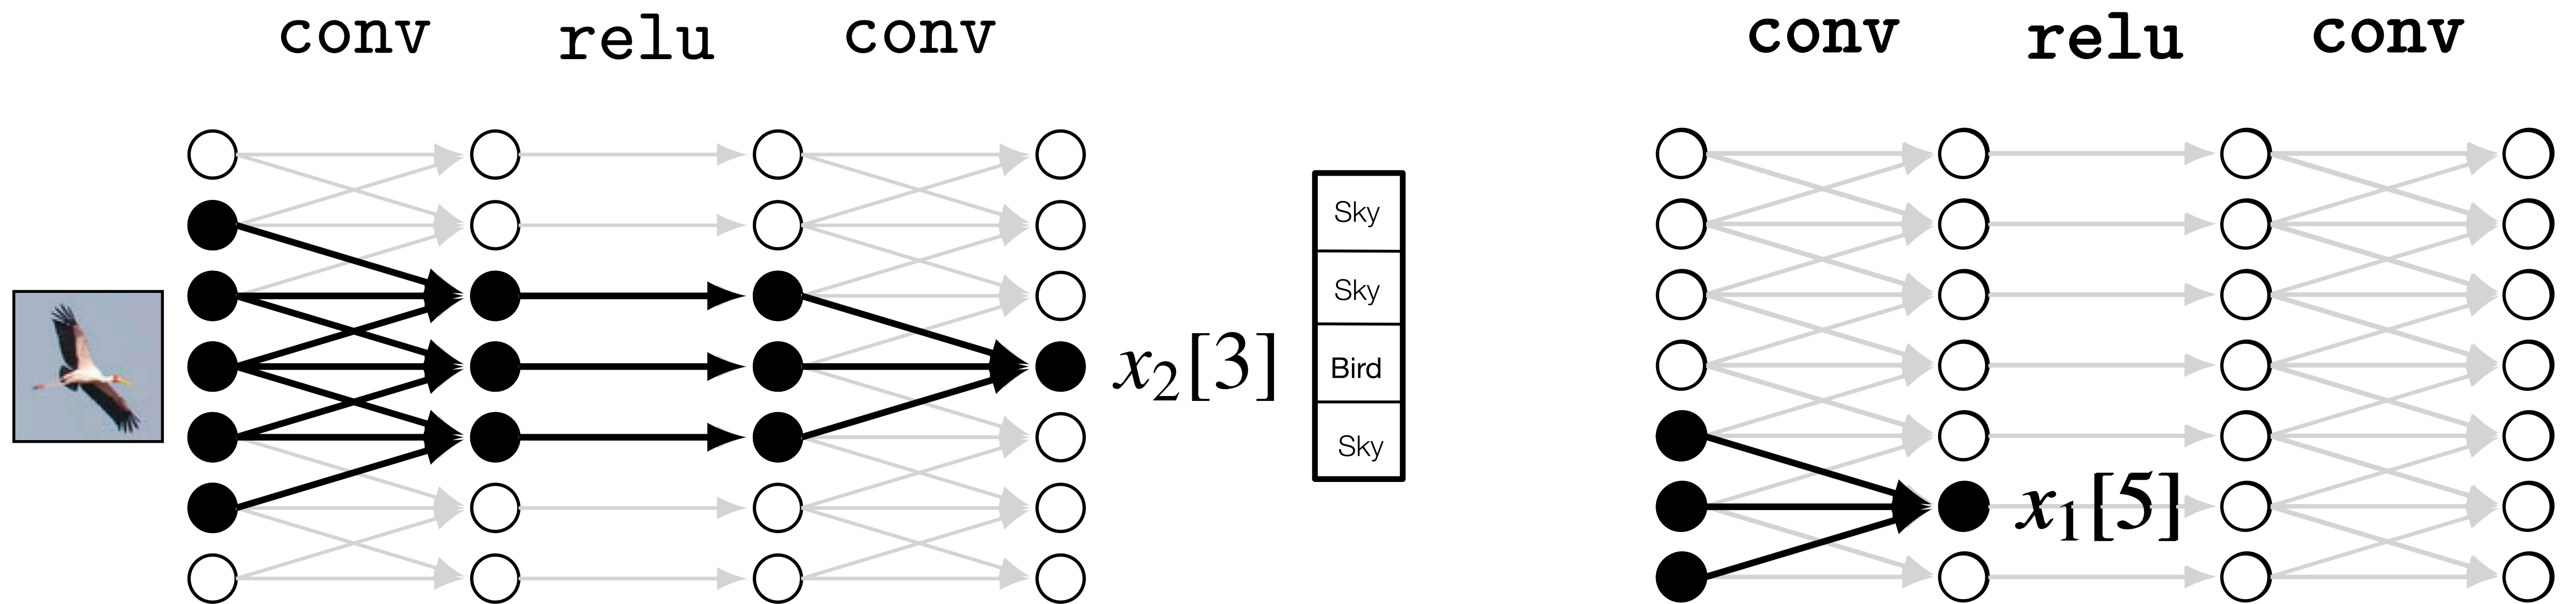 conv relu conv
x₂[3]
Sky
Sky
Bird
Sky
conv relu conv
x₁[5]